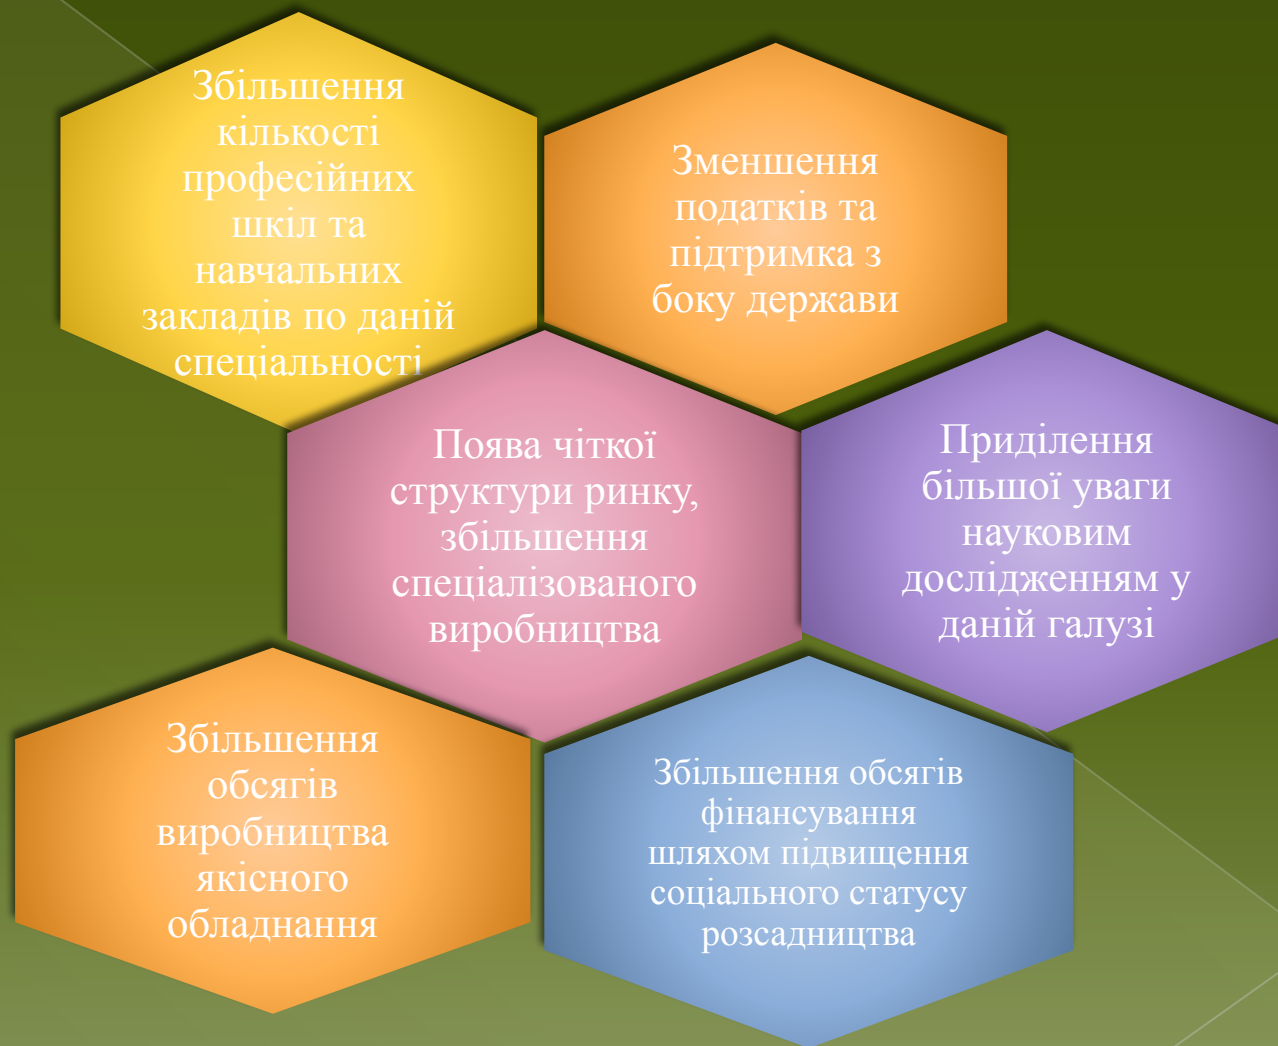 Збільшення
кількості
професійних
шкіл та
навчальних
закладів по даній
спеціальності
Зменшення
податків та
підтримка з
боку держави
Поява чіткої
структури ринку,
збільшення
спеціалізованого
виробництва
Приділення
більшої уваги
науковим
дослідженням у
даній галузі
Збільшення
обсягів
виробництва
якісного
обладнання
Збільшення обсягів
фінансування
шляхом підвищення
соціального статусу
розсадництва